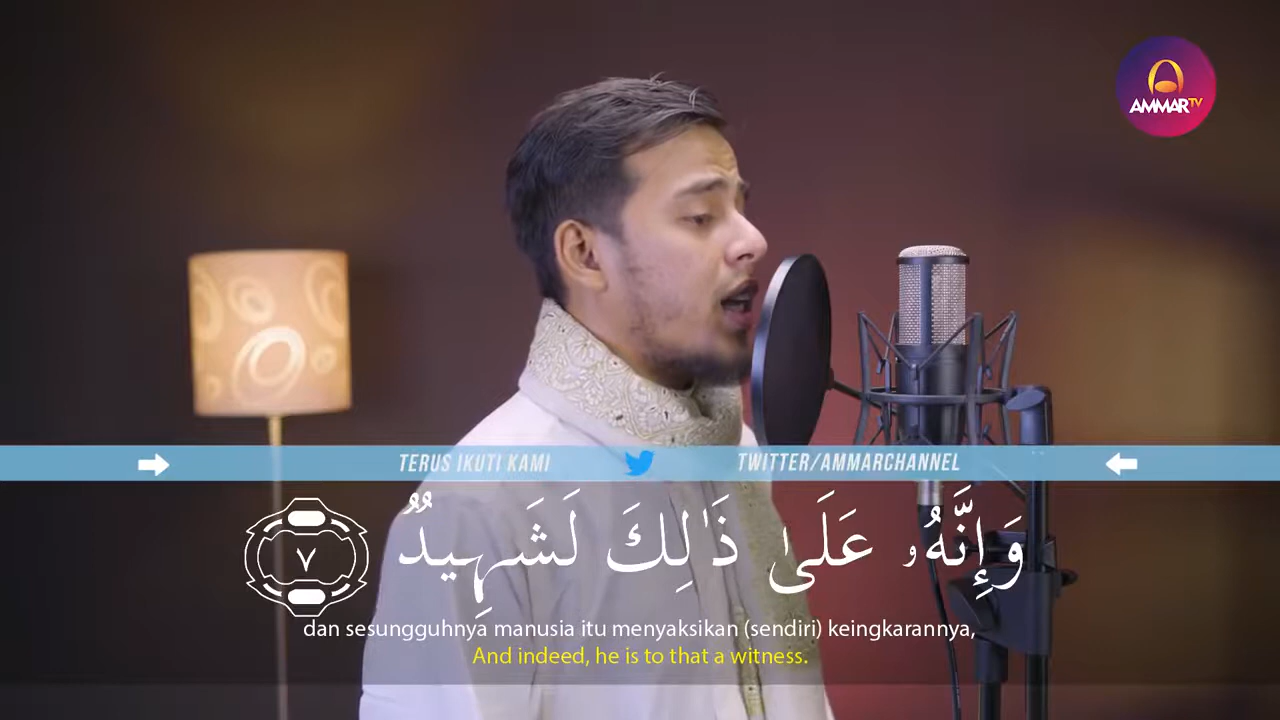 AMMARTV
TERUS IKUTI KAMI
TWITTER/AMMARCHANNEL
وَإِنَّهُۥ عَلَىٰ ذَٰلِكَ لَشَهِيدٌ ٧
dan sesungguhnya manusia itu menyaksikan (sendiri) keingkarannya,
And indeed, he is to that a witness.